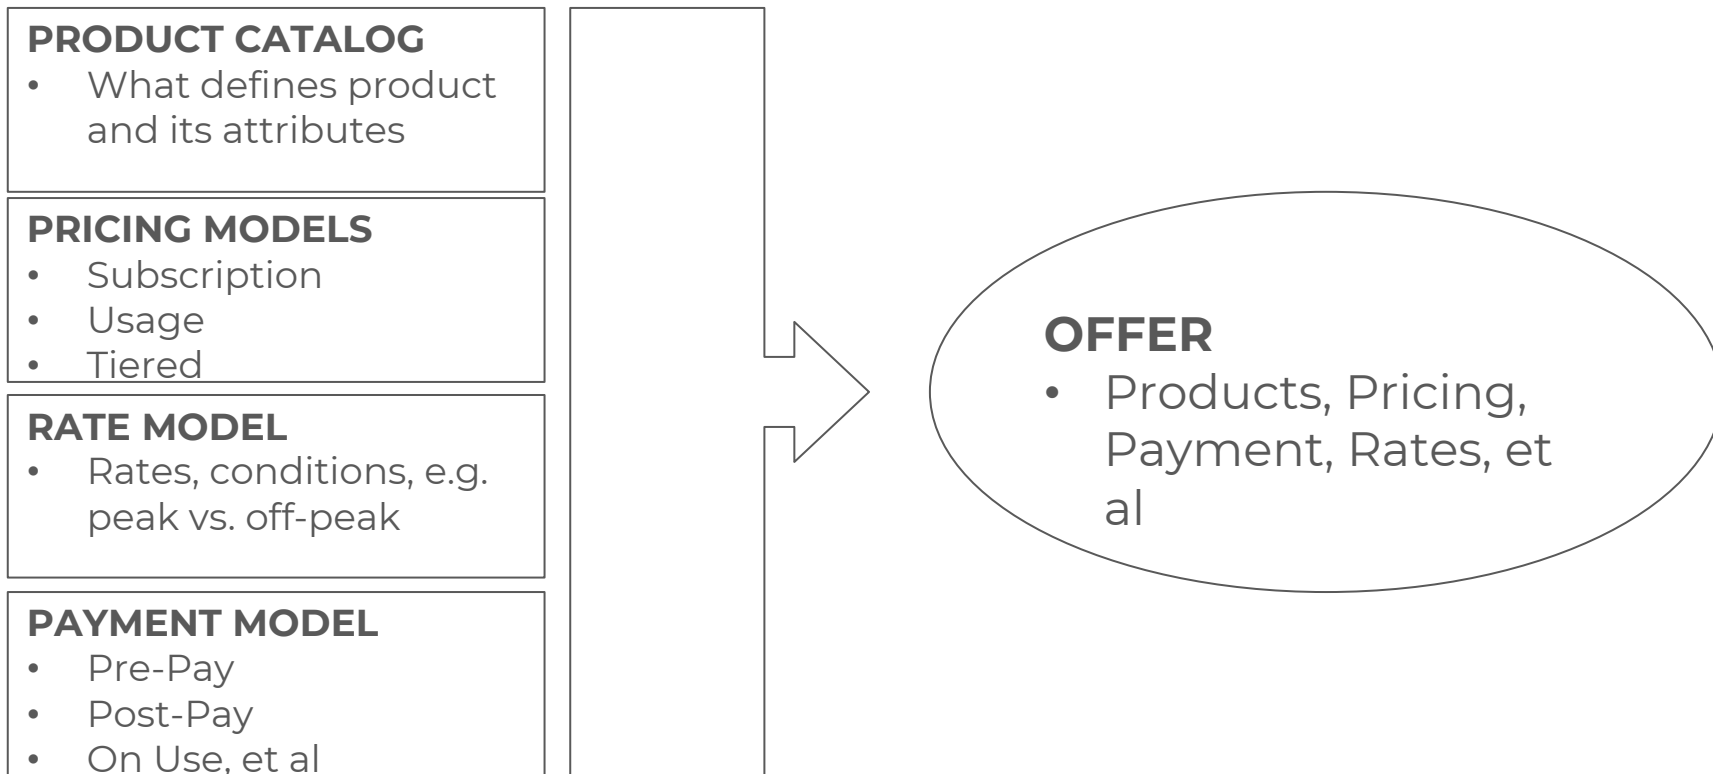 PRODUCT CATALOG
• What defines product
and its attributes
PRICING MODELS
• Subscription
• Usage
• Tiered
RATE MODEL
• Rates, conditions, e.g.
peak vs. off-peak
PAYMENT MODEL
• Pre-Pay
• Post-Pay
• On Use, et al
OFFER
• Products, Pricing,
Payment, Rates, et
al